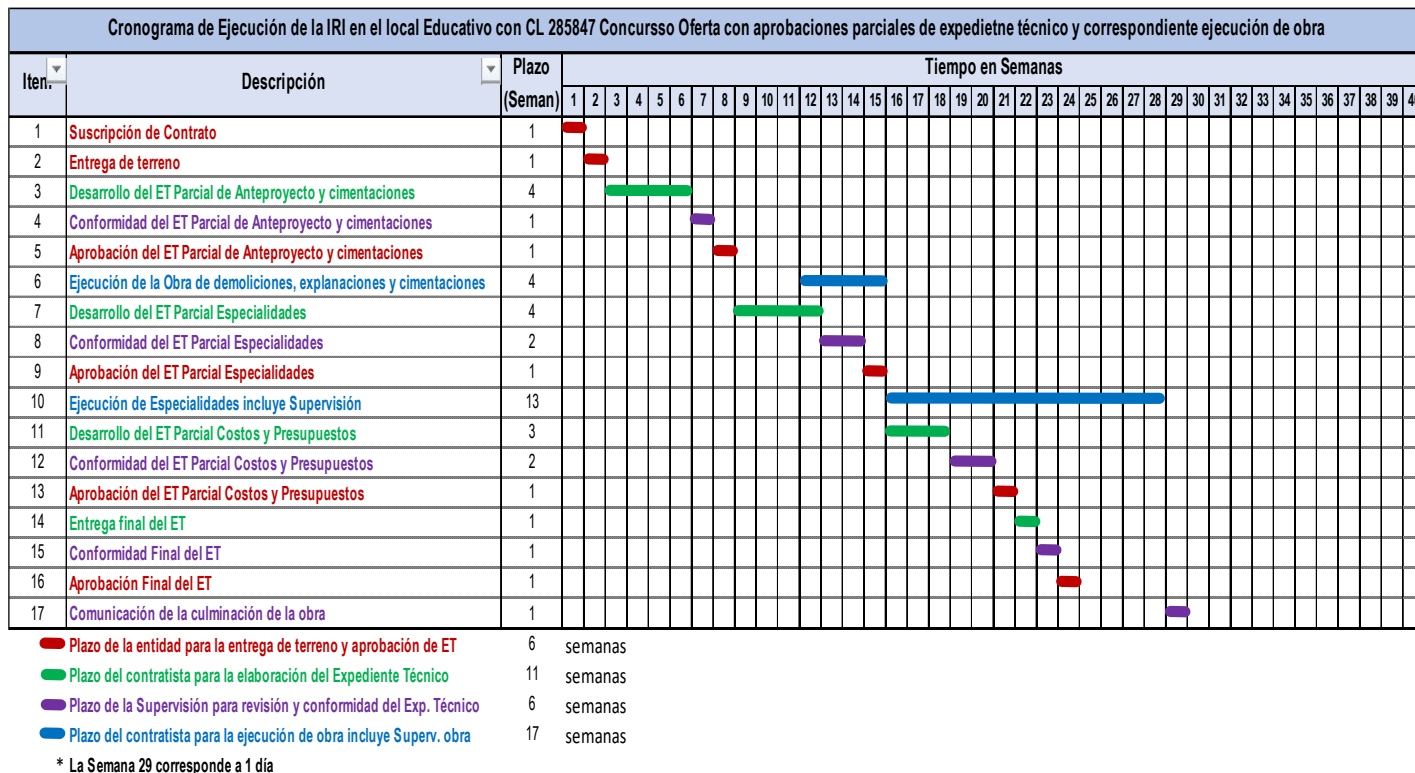 Cronograma de Ejecución de la IRI en el local Educativo con CL 285847 Concursso Oferta con aprobaciones parciales de expedietne técnico y correspondiente ejecución de obra
Descripción Plazo (Seman) Tiempo en Semanas
1 2 3 4 5 6 7 8 9 10 11 12 13 14 15 16 17 18 19 20 21 22 23 24 25 26 27 28 29 30 31 32 33 34 35 36 37 38 39
1 Suscripción de Contrato 1
2 Entrega de terreno 1
3 Desarrollo del ET Parcial de Anteproyecto y cimentaciones 4
4 Conformidad del ET Parcial de Anteproyecto y cimentaciones 1
5 Aprobación del ET Parcial de Anteproyecto y cimentaciones 1
6 Ejecución de la Obra de demoliciones, explanaciones y cimentaciones 4
7 Desarrollo del ET Parcial Especialidades 4
8 Conformidad del ET Parcial Especialidades 2
9 Aprobación del ET Parcial Especialidades 1
10 Ejecución de Especialidades incluye Supervisión 13
11 Desarrollo del ET Parcial Costos y Presupuestos 3
12 Conformidad del ET Parcial Costos y Presupuestos 2
13 Aprobación del ET Parcial Costos y Presupuestos 1
14 Entrega final del ET 1
15 Conformidad Final del ET 1
16 Aprobación Final del ET 1
17 Comunicación de la culminación de la obra 1
Plazo de la entidad para la entrega de terreno y aprobación de ET 6 semanas
Plazo del contratista para la elaboración del Expediente Técnico 11 semanas
Plazo de la Supervisión para revisión y conformidad del Exp. Técnico 6 semanas
Plazo del contratista para la ejecución de obra incluye Superv. obra 17 semanas
* La Semana 29 corresponde a 1 día